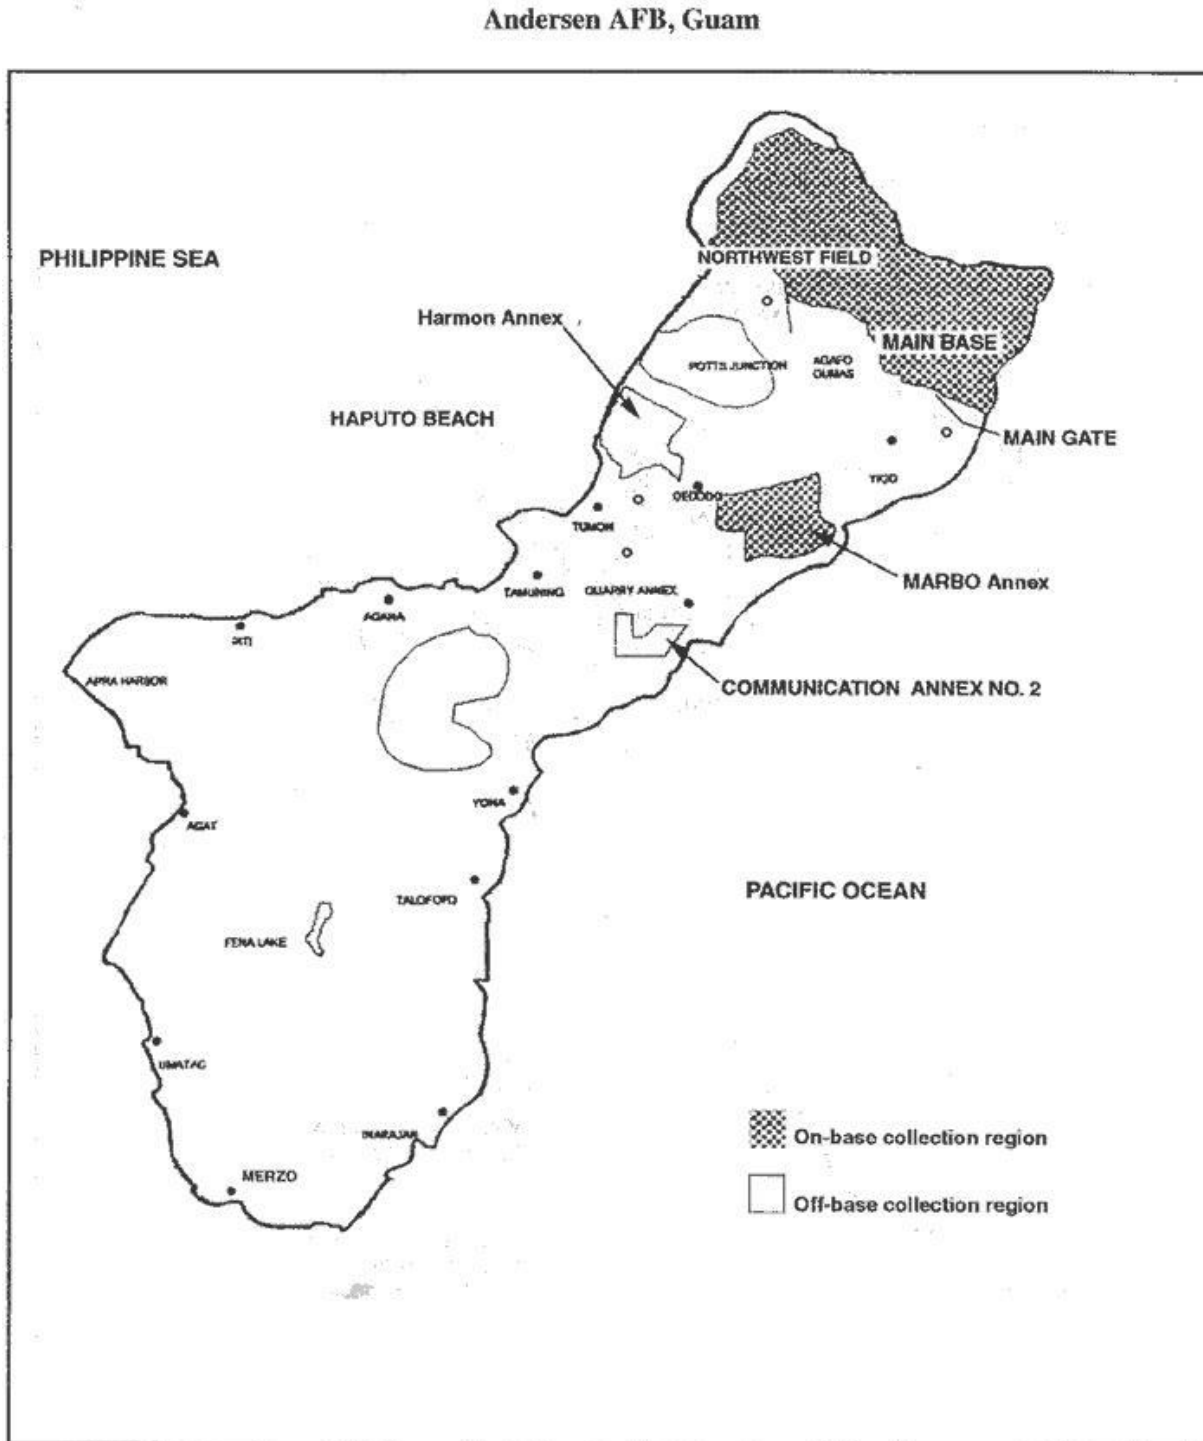 Andersen AFB, Guam
PHILIPPINE SEA
NORTHWEST FIELD
Harmon Annex
MAIN BASE
POTTS JUNCTION
AGAFO
GUMAS
HAPUTO BEACH
MAIN GATE
YIGO
DEDODO
TUMON
MARBO Annex
TAMUNING
QUARRY ANNEX
AGANA
PITI
APRA HARBOR
COMMUNICATION ANNEX NO. 2
YONA
AGAT
PACIFIC OCEAN
TALOFOFO
FENA LAKE
UMATAC
INARAJAN
On-base collection region
MERZO
Off-base collection region